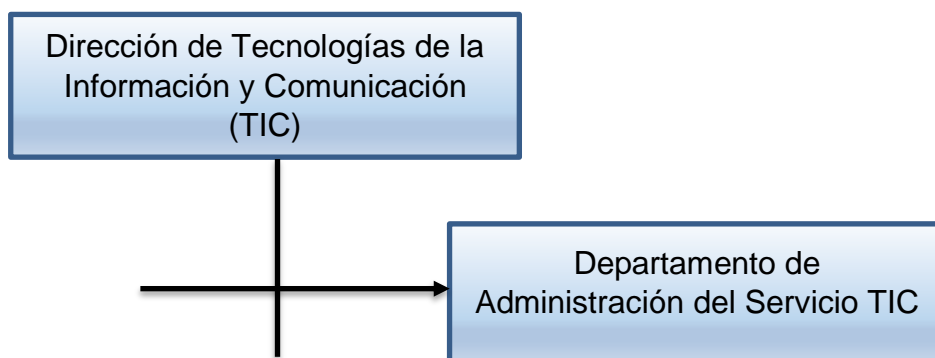 Dirección de Tecnologías de la
Información y Comunicación
(TIC)
Departamento de
Administración del Servicio TIC